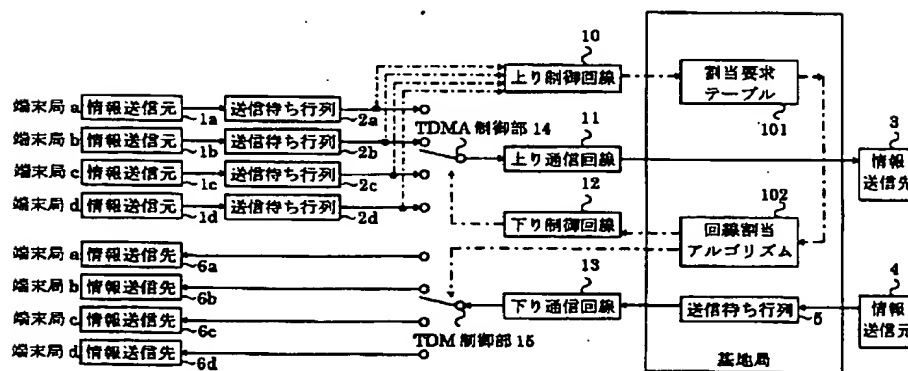 10
上り制御回線
割当要求
テーブル
101
端末局 a 情報送信元 送信待ち行列
1a 2a
TDMA 制御部 14
11
3
端末局 b 情報送信元 送信待ち行列
1b 2b
上り通信回線
情報
送信先
端末局 c 情報送信元 送信待ち行列
1c 2c
12
102
端末局 d 情報送信元 送信待ち行列
1d 2d
下り制御回線
回線割当
アルゴリズム
端末局 a 情報送信先
6a
13
4
端末局 b 情報送信先
6b
下り通信回線
送信待ち行列
5
情報
送信元
端末局 c 情報送信先
6c
TDM 制御部 15
端末局 d 情報送信先
6d
基地局